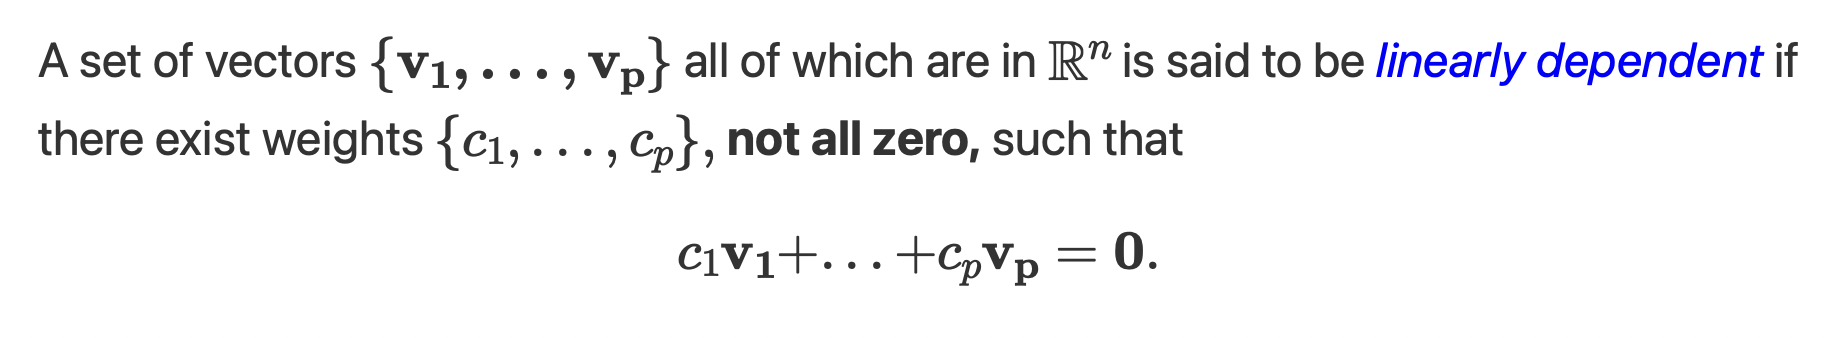 A set of vectors {𝐯₁, . . . , 𝐯ₚ} all of which are in ℝⁿ is said to be linearly dependent if
there exist weights {c₁, . . . , cₚ}, not all zero, such that
c₁𝐯₁+. . . +cₚ𝐯ₚ = 𝟎.